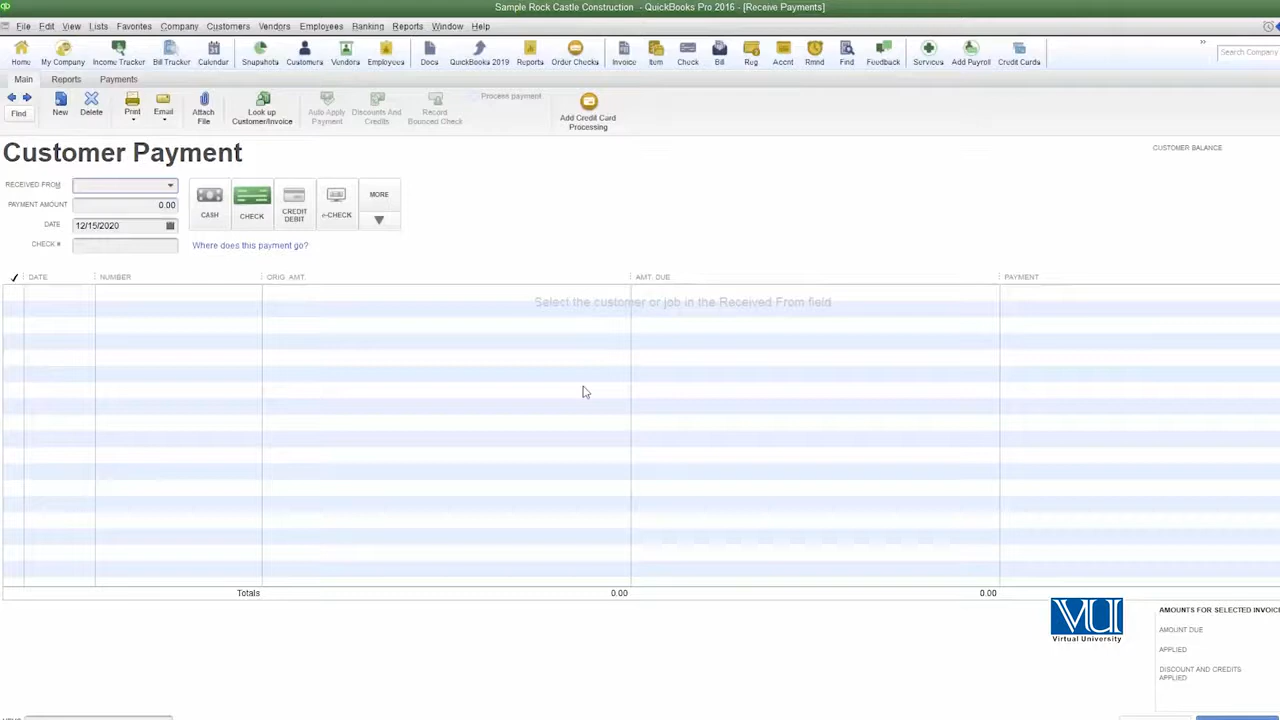 Sample Rock Castle Construction - QuickBooks Pro 2016 - [Receive Payments]
File Edit View Lists Favorites Company Customers Vendors Employees Banking Reports Window Help
Home My Company Income Tracker Bill Tracker Calendar Snapshots Customers Vendors Employees Docs QuickBooks 2019 Reports Order Checks Invoice Item Check Bill Reg Accnt Rmnd Find Feedback Services Add Payroll Credit Cards
Search Company
Main Reports Payments
Find New Delete Print Email Attach File Look up Customer/Invoice Auto Apply Payment Discounts And Credits Record Bounced Check Process payment Add Credit Card Processing
Customer Payment
CUSTOMER BALANCE
RECEIVED FROM
PAYMENT AMOUNT 0.00
DATE 12/15/2020
CHECK #
CASH CHECK CREDIT DEBIT e-CHECK MORE
Where does this payment go?
DATE NUMBER ORIG. AMT. AMT. DUE PAYMENT
Select the customer or job in the Received From field
Totals 0.00 0.00
VU
Virtual University
AMOUNTS FOR SELECTED INVOIC
AMOUNT DUE
APPLIED
DISCOUNT AND CREDITS
APPLIED